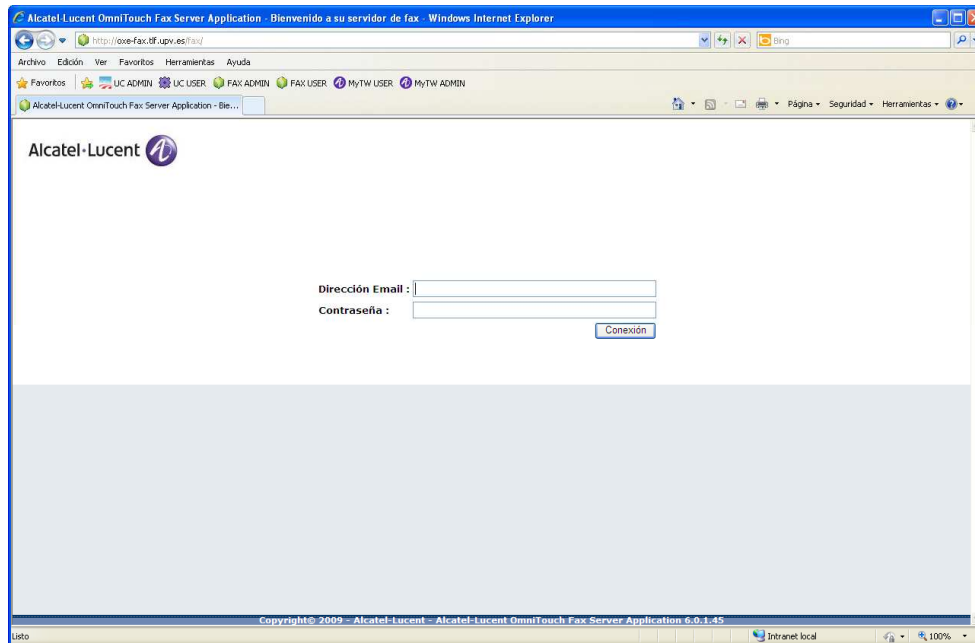 Alcatel-Lucent OmniTouch Fax Server Application - Bienvenido a su servidor de fax - Windows Internet Explorer
http://oxe-fax.tlf.upv.es/fax/
Bing
Archivo Edición Ver Favoritos Herramientas Ayuda
Favoritos UC ADMIN UC USER FAX ADMIN FAX USER MyTW USER MyTW ADMIN
Alcatel-Lucent OmniTouch Fax Server Application - Bie...
Página Seguridad Herramientas
Alcatel·Lucent
Dirección Email :
Contraseña :
Conexión
Copyright© 2009 - Alcatel-Lucent - Alcatel-Lucent OmniTouch Fax Server Application 6.0.1.45
Listo Intranet local 100%